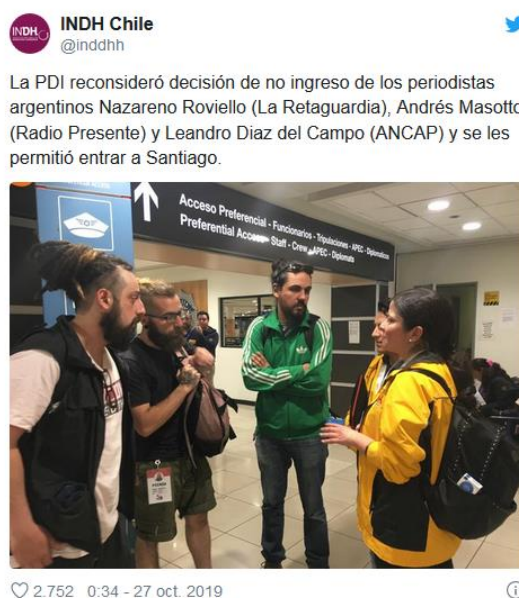 INDH Chile
@inddhh
La PDI reconsideró decisión de no ingreso de los periodistas
argentinos Nazareno Roviello (La Retaguardia), Andrés Masotto
(Radio Presente) y Leandro Diaz del Campo (ANCAP) y se les
permitió entrar a Santiago.
Acceso Preferencial - Funcionarios - Tripulaciones - APEC - Diplomáticos
Preferential Access - Staff - Crew - APEC - Diplomats
PRENSA
2.752 0:34 - 27 oct. 2019